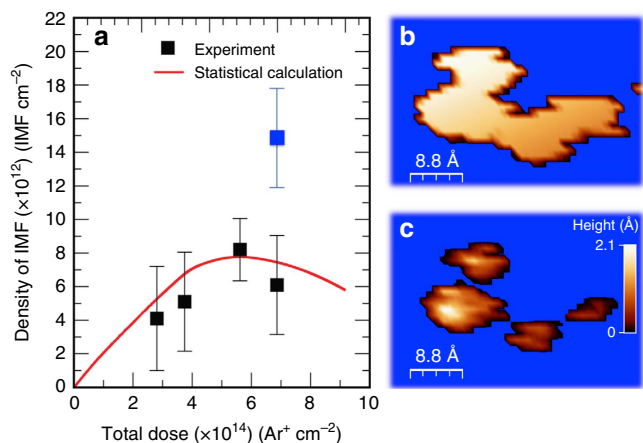 a
Experiment
Statistical calculation
22
20
18
16
14
12
10
8
6
4
2
0
Density of IMF (×10¹²) (IMF cm⁻²)
0 2 4 6 8 10
Total dose (×10¹⁴) (Ar⁺ cm⁻²)
b
8.8 Å
c
Height (Å)
2.1
0
8.8 Å